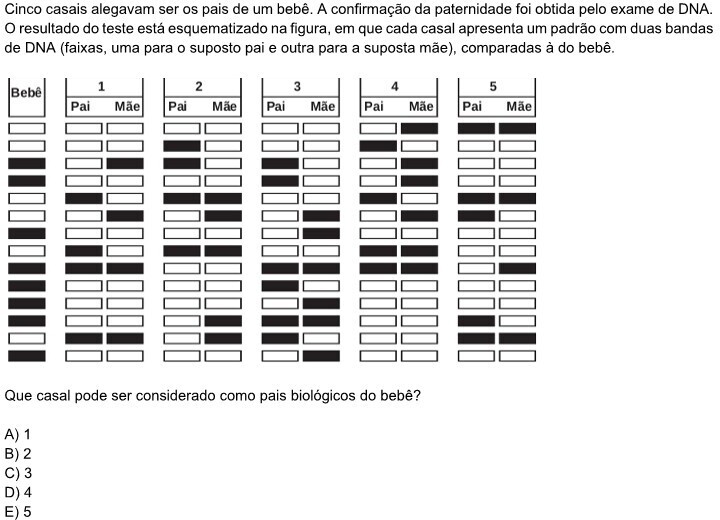 Cinco casais alegavam ser os pais de um bebê. A confirmação da paternidade foi obtida pelo exame de DNA.
O resultado do teste está esquematizado na figura, em que cada casal apresenta um padrão com duas bandas
de DNA (faixas, uma para o suposto pai e outra para a suposta mãe), comparadas à do bebê.
Bebê 1 2 3 4 5
Pai Mãe Pai Mãe Pai Mãe Pai Mãe Pai Mãe
Que casal pode ser considerado como pais biológicos do bebê?
A) 1
B) 2
C) 3
D) 4
E) 5